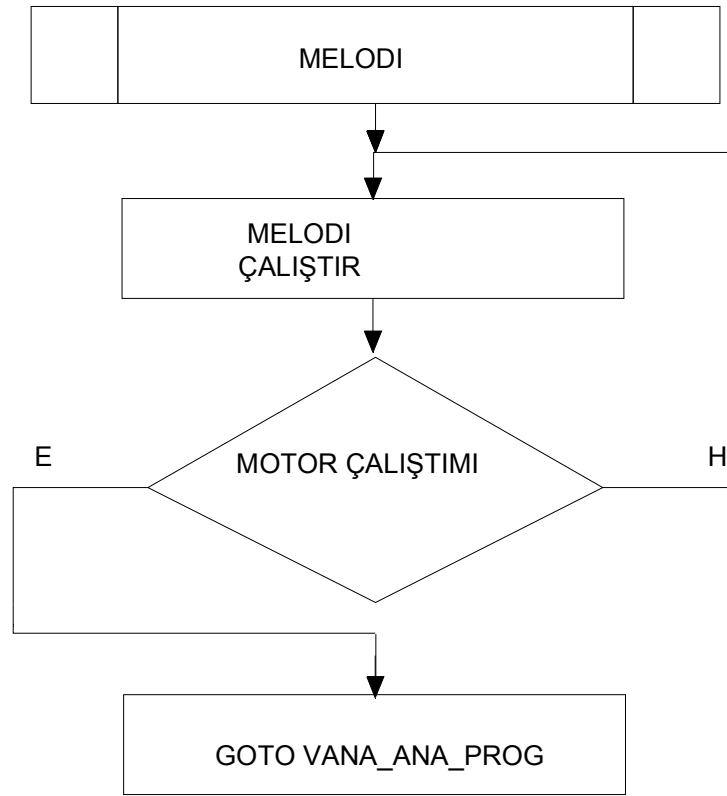 MELODI
MELODI
ÇALIŞTIR
E
MOTOR ÇALIŞTIMI
H
GOTO VANA_ANA_PROG